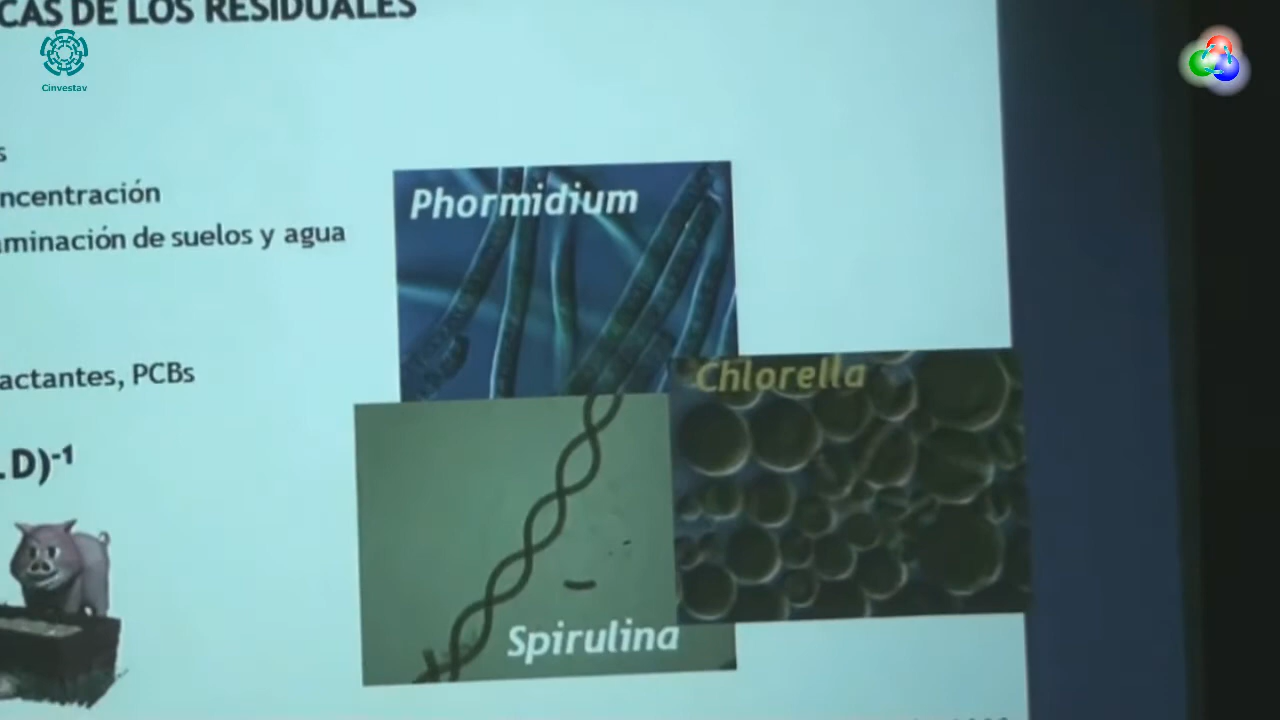 CAS DE LOS RESIDUALES
Cinvestav
s
ncentración
aminación de suelos y agua
Phormidium
actantes, PCBs
Chlorella
.D)⁻¹
Spirulina